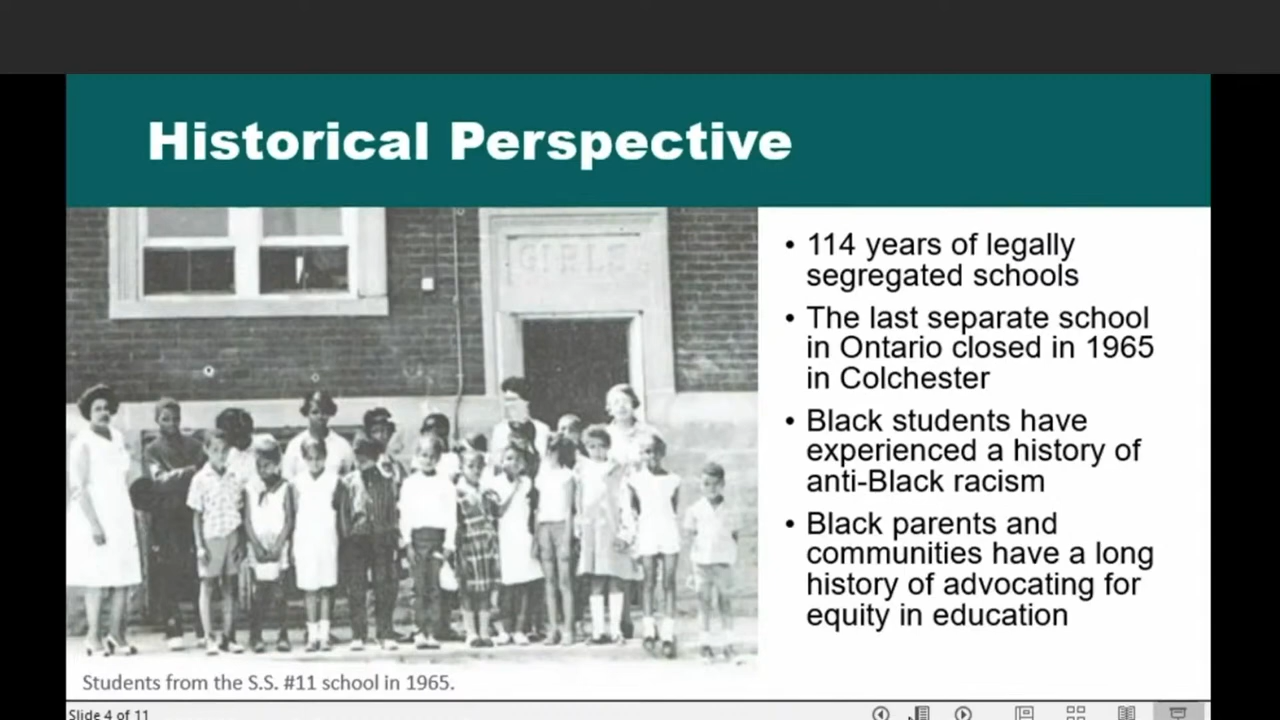 Historical Perspective
GIRLS
• 114 years of legally
segregated schools
• The last separate school
in Ontario closed in 1965
in Colchester
• Black students have
experienced a history of
anti-Black racism
• Black parents and
communities have a long
history of advocating for
equity in education
Students from the S.S. #11 school in 1965.
Slide 4 of 11